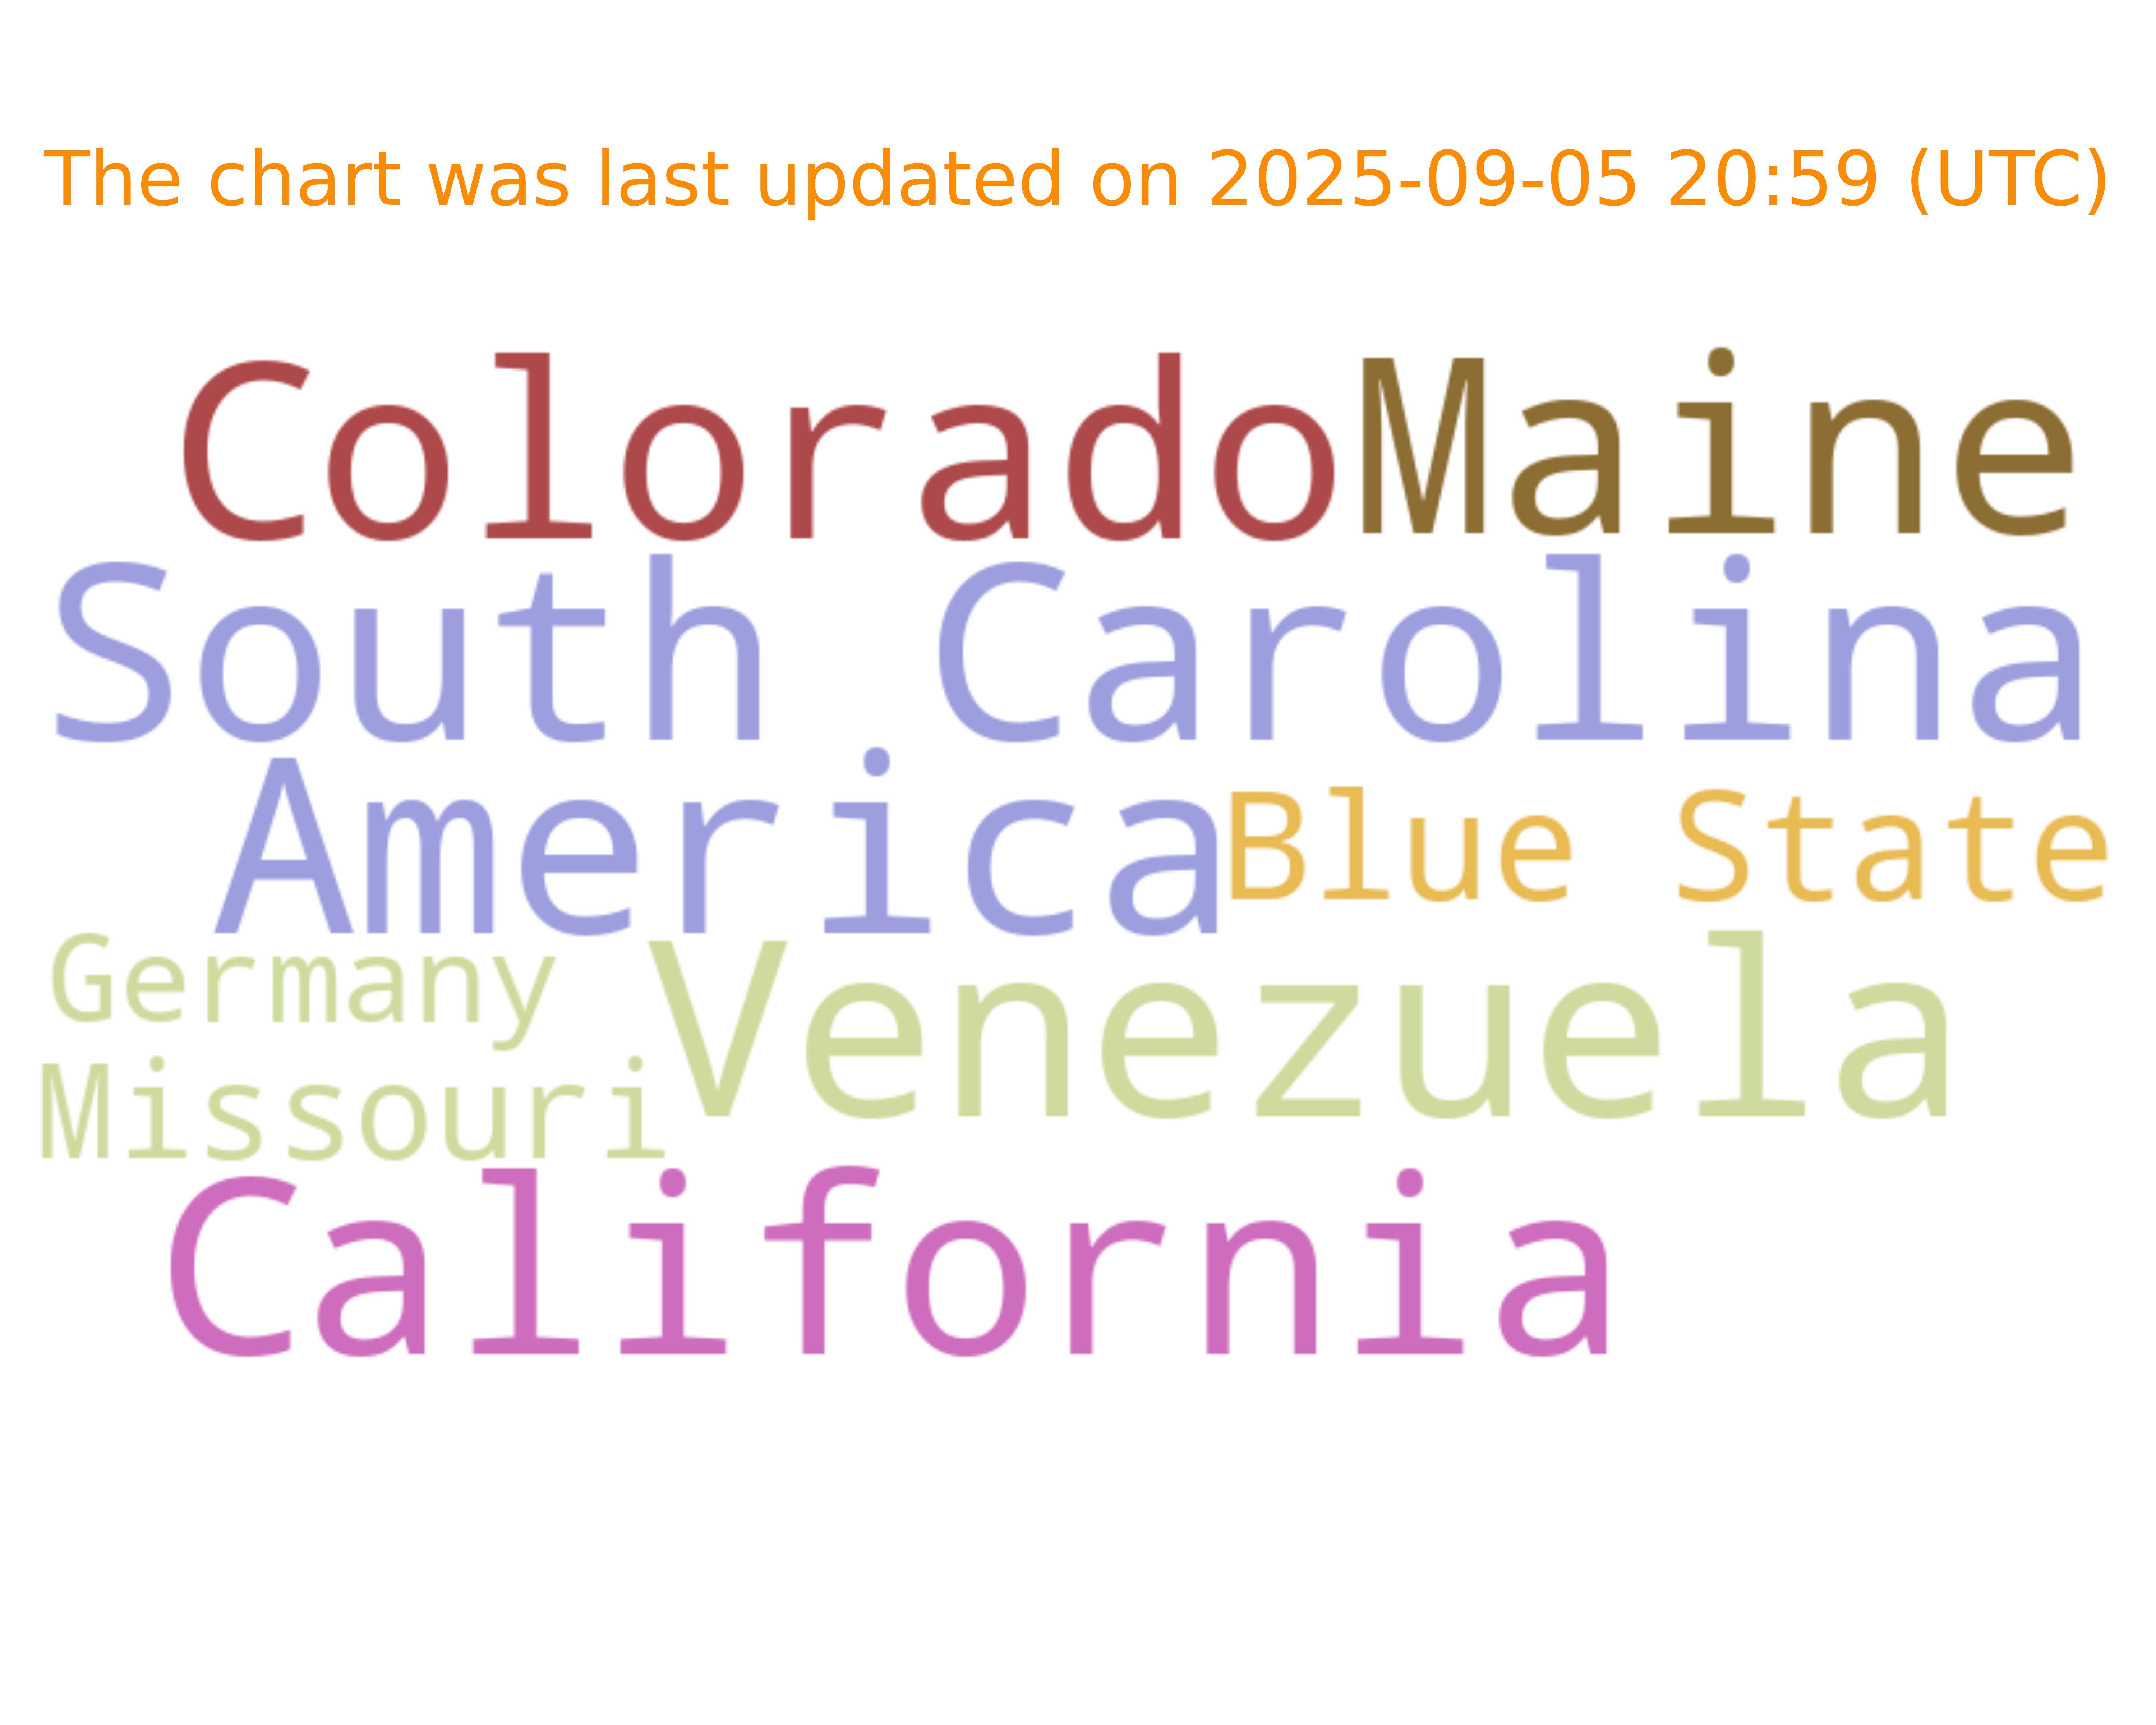 The chart was last updated on 2025-09-05 20:59 (UTC)
Colorado Maine
South Carolina
America Blue State
Germany Venezuela
Missouri
California